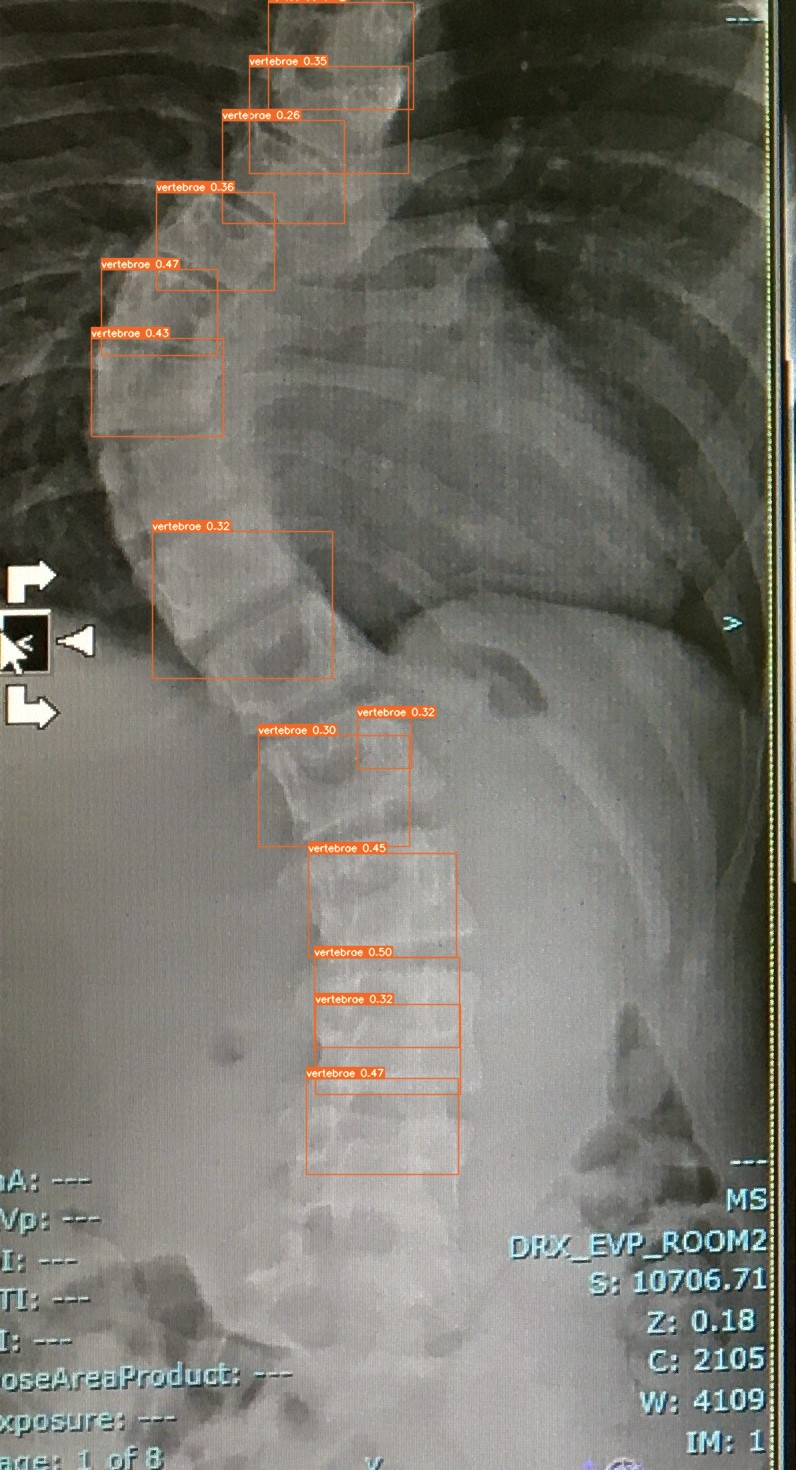 ---
vertebrae 0.35
vertebrae 0.26
vertebrae 0.36
vertebrae 0.47
vertebrae 0.43
vertebrae 0.32
<
>
vertebrae 0.32
vertebrae 0.30
vertebrae 0.45
vertebrae 0.50
vertebrae 0.32
vertebrae 0.47
---
A: ---
Vp: ---
I: ---
TI: ---
I: ---
oseAreaProduct: ---
xposure: ---
age: 1 of 8
MS
DRX_EVP_ROOM2
S: 10706.71
Z: 0.18
C: 2105
W: 4109
IM: 1